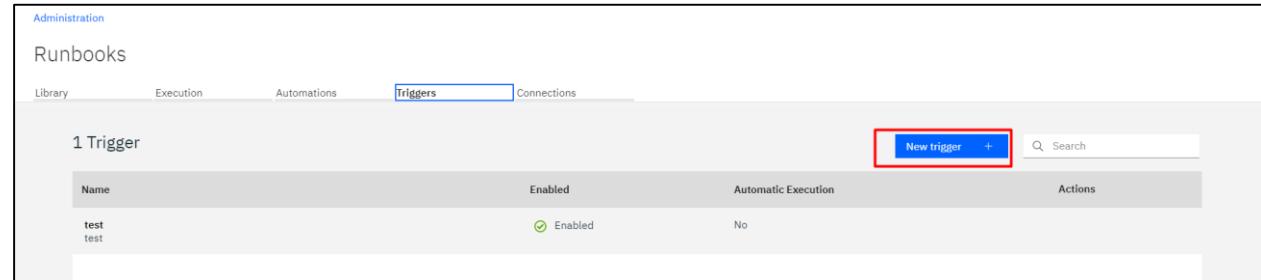 Administration
Runbooks
Library Execution Automations Triggers Connections
1 Trigger New trigger + Search
Name Enabled Automatic Execution Actions
test Enabled No
test